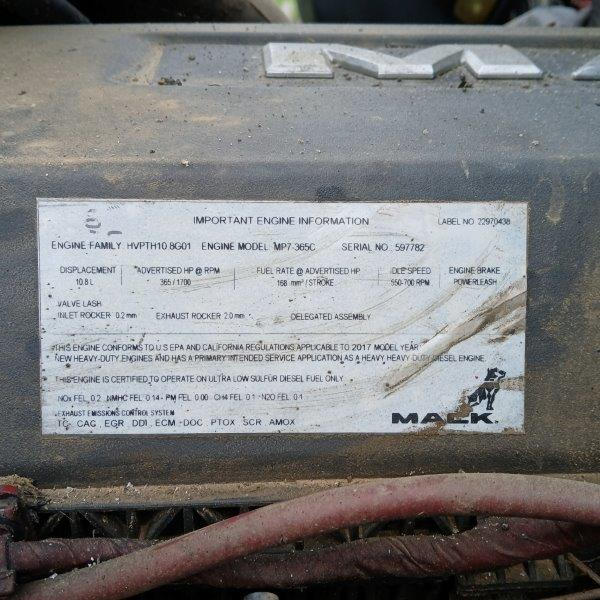 M
IMPORTANT ENGINE INFORMATION LABEL NO 22970438
ENGINE FAMILY HVPTH10.8G01 ENGINE MODEL MP7-365C SERIAL NO 597782
DISPLACEMENT ADVERTISED HP @ RPM FUEL RATE @ ADVERTISED HP IDLE SPEED ENGINE BRAKE
10.8 L 365 / 1700 168 mm³ / STROKE 550-700 RPM POWERLEASH
VALVE LASH
INLET ROCKER 0.2 mm EXHAUST ROCKER 2.0 mm DELEGATED ASSEMBLY
THIS ENGINE CONFORMS TO U.S EPA AND CALIFORNIA REGULATIONS APPLICABLE TO 2017 MODEL YEAR
NEW HEAVY-DUTY ENGINES AND HAS A PRIMARY INTENDED SERVICE APPLICATION AS A HEAVY HEAVY DUTY DIESEL ENGINE.
THIS ENGINE IS CERTIFIED TO OPERATE ON ULTRA LOW SULFUR DIESEL FUEL ONLY
NOx FEL 0.2 NMHC FEL 0.14 PM FEL 0.00 CH4 FEL 0.1 N2O FEL 0.1
EXHAUST EMISSIONS CONTROL SYSTEM
TC, CAC, EGR, DDI, ECM, DOC, PTOX, SCR, AMOX
MACK.